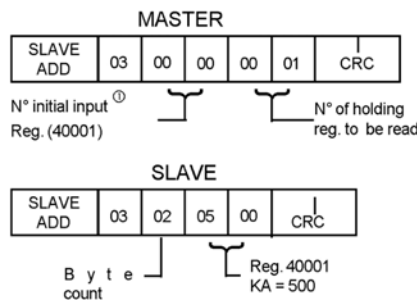 MASTER
SLAVE ADD 03 00 00 00 01 CRC
N° initial input ①
Reg. (40001)
N° of holding
reg. to be read
SLAVE
SLAVE ADD 03 02 05 00 CRC
Byte
count
Reg. 40001
KA = 500